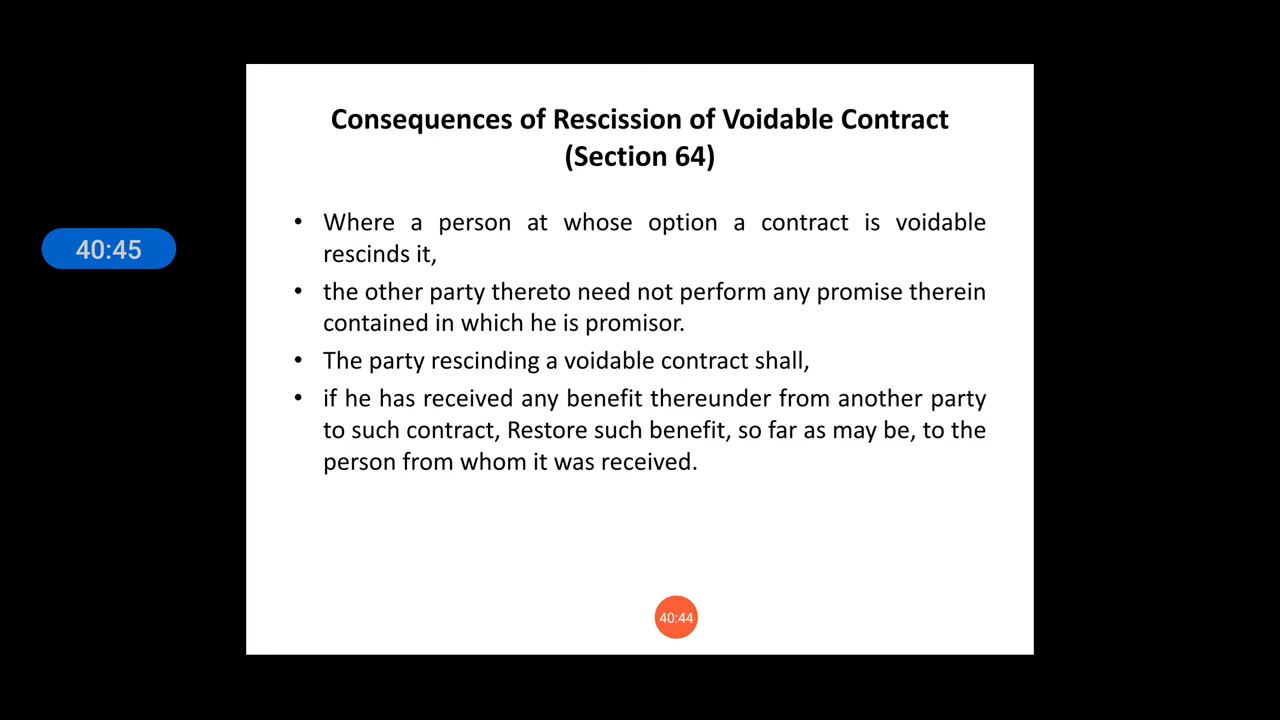 Consequences of Rescission of Voidable Contract
(Section 64)
• Where a person at whose option a contract is voidable
rescinds it,
40:45
• the other party thereto need not perform any promise therein
contained in which he is promisor.
• The party rescinding a voidable contract shall,
• if he has received any benefit thereunder from another party
to such contract, Restore such benefit, so far as may be, to the
person from whom it was received.
40:44